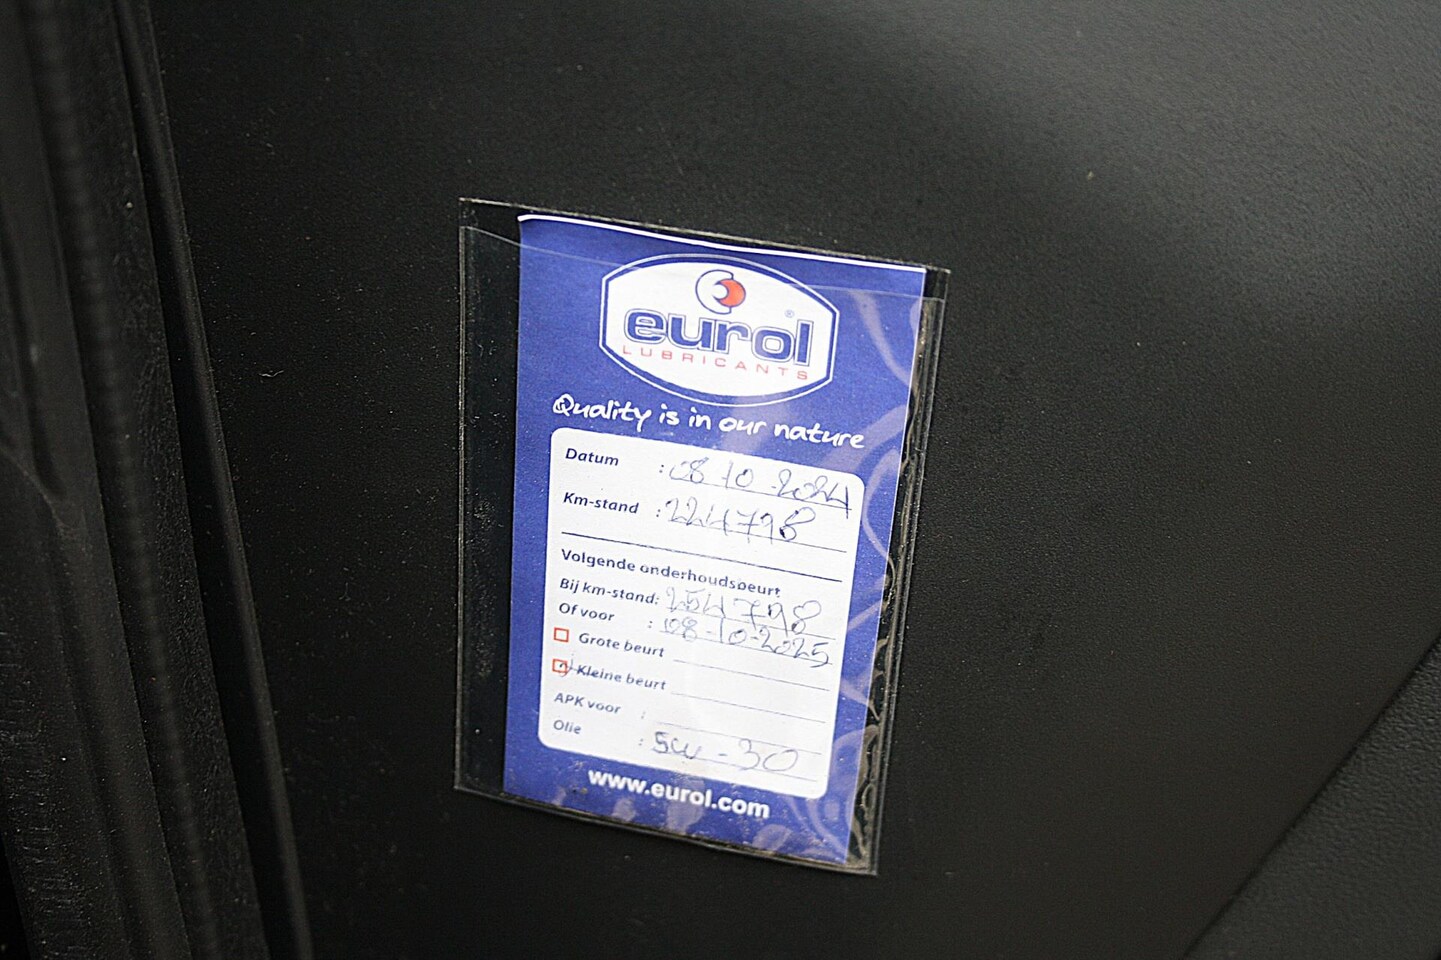 eurol®
LUBRICANTS
Quality is in our nature
Datum : 08-10-2024
Km-stand : 224798
Volgende onderhoudsbeurt
Bij km-stand: 254798
Of voor : 08-10-2025
Grote beurt
Kleine beurt
APK voor :
Olie : 5w-30
www.eurol.com